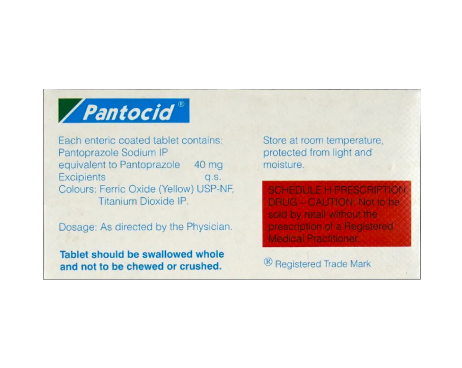 Pantocid®
Each enteric coated tablet contains:
Pantoprazole Sodium IP
equivalent to Pantoprazole 40 mg
Excipients q.s.
Colours: Ferric Oxide (Yellow) USP-NF,
Titanium Dioxide IP.
Dosage: As directed by the Physician.
Tablet should be swallowed whole
and not to be chewed or crushed.
Store at room temperature,
protected from light and
moisture.
SCHEDULE H PRESCRIPTION
DRUG – CAUTION: Not to be
sold by retail without the
prescription of a Registered
Medical Practitioner.
® Registered Trade Mark